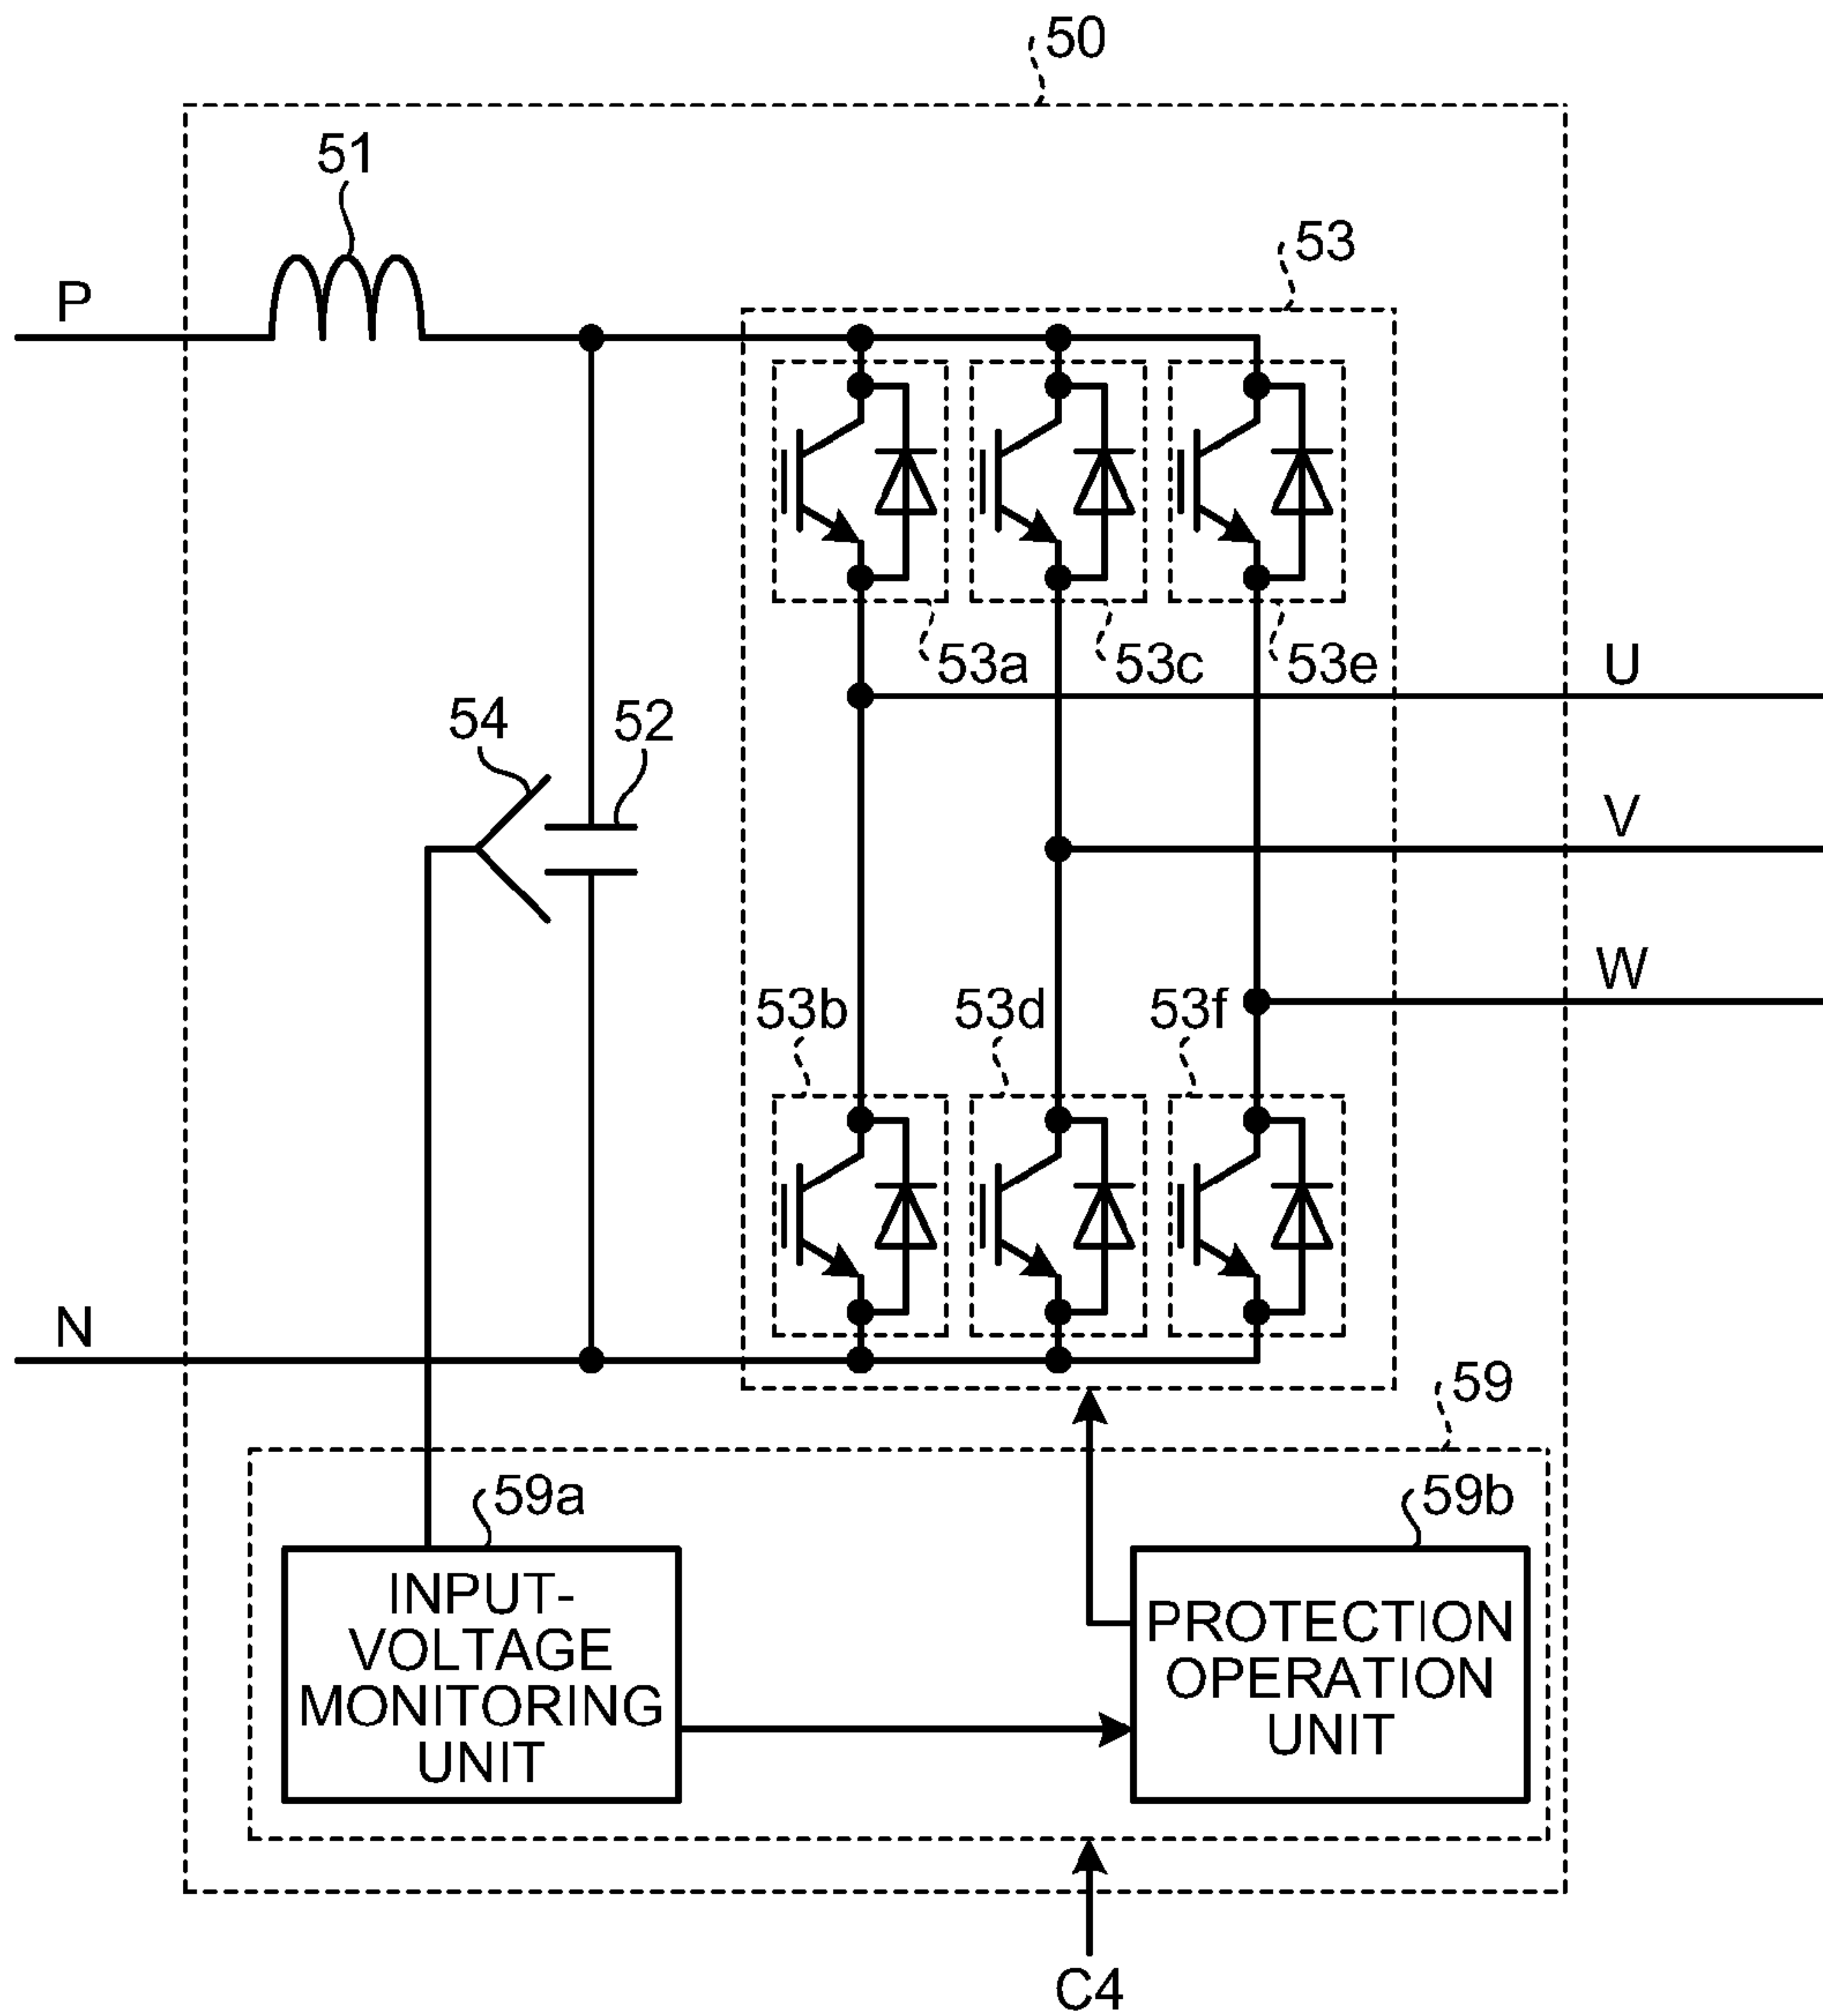 50
51
53
P
53a
53c
53e
U
54
52
V
W
53b
53d
53f
N
59
59a
59b
INPUT-
VOLTAGE
MONITORING
UNIT
PROTECTION
OPERATION
UNIT
C4